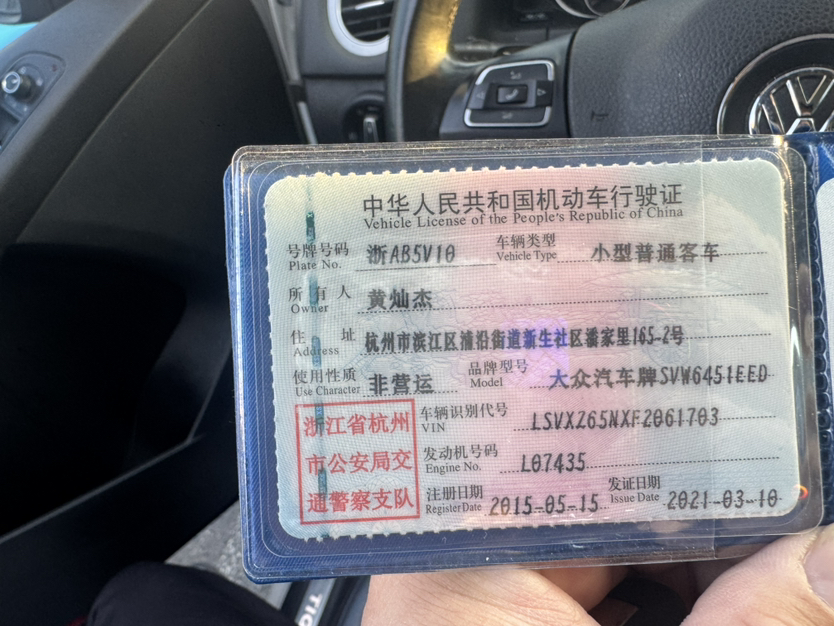 中华人民共和国机动车行驶证
Vehicle License of the People's Republic of China
号牌号码 浙AB5V10 车辆类型 小型普通客车
Plate No. Vehicle Type
所有人 黄灿杰
Owner
住址 杭州市滨江区浦沿街道新生社区潘家里165-2号
Address
使用性质 非营运 品牌型号 大众汽车牌SVW6451EED
Use Character Model
浙江省杭州
市公安局交
通警察支队
车辆识别代号 LSVXZ65NXF2061703
VIN
发动机号码 L07435
Engine No.
注册日期 2015-05-15 发证日期 2021-03-10
Register Date Issue Date